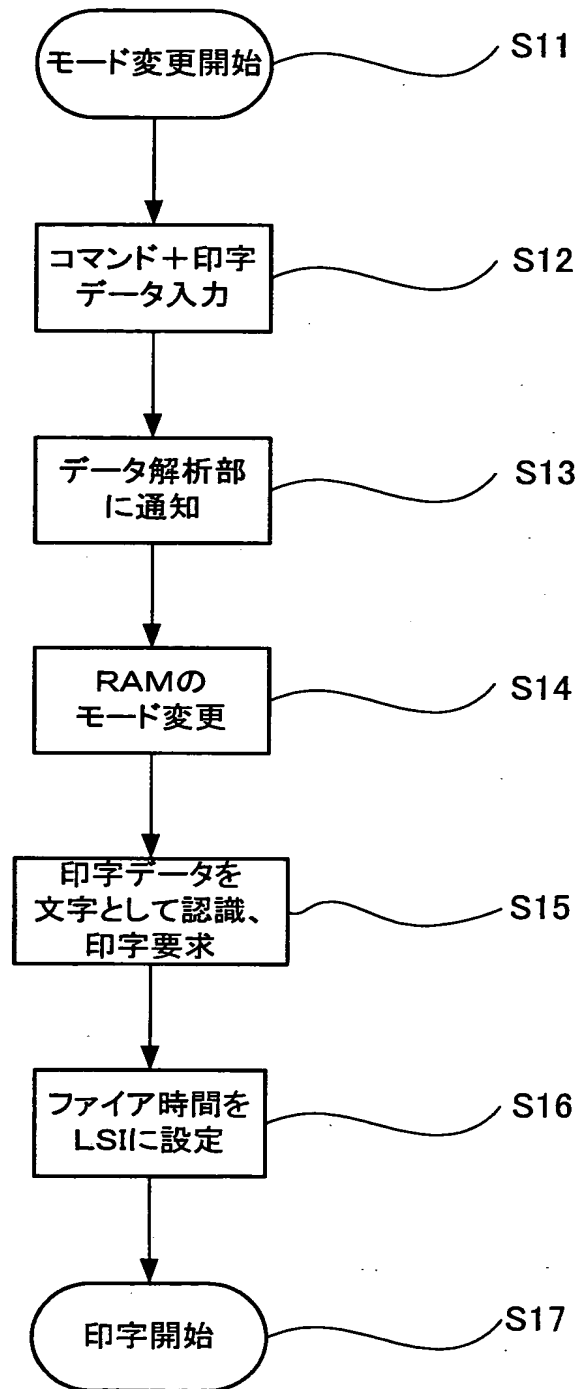 モード変更開始
S11
コマンド＋印字
データ入力
S12
データ解析部
に通知
S13
RAMの
モード変更
S14
印字データを
文字として認識、
印字要求
S15
ファイア時間を
LSIに設定
S16
印字開始
S17